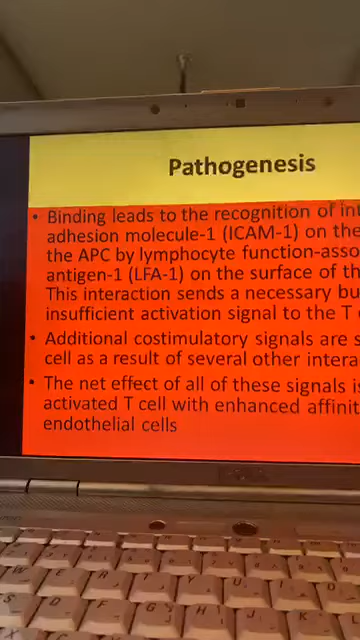 Pathogenesis
• Binding leads to the recognition of
adhesion molecule-1 (ICAM-1) on the
the APC by lymphocyte function-asso
antigen-1 (LFA-1) on the surface of th
This interaction sends a necessary bu
insufficient activation signal to the T
• Additional costimulatory signals are s
cell as a result of several other intera
• The net effect of all of these signals is
activated T cell with enhanced affinit
endothelial cells